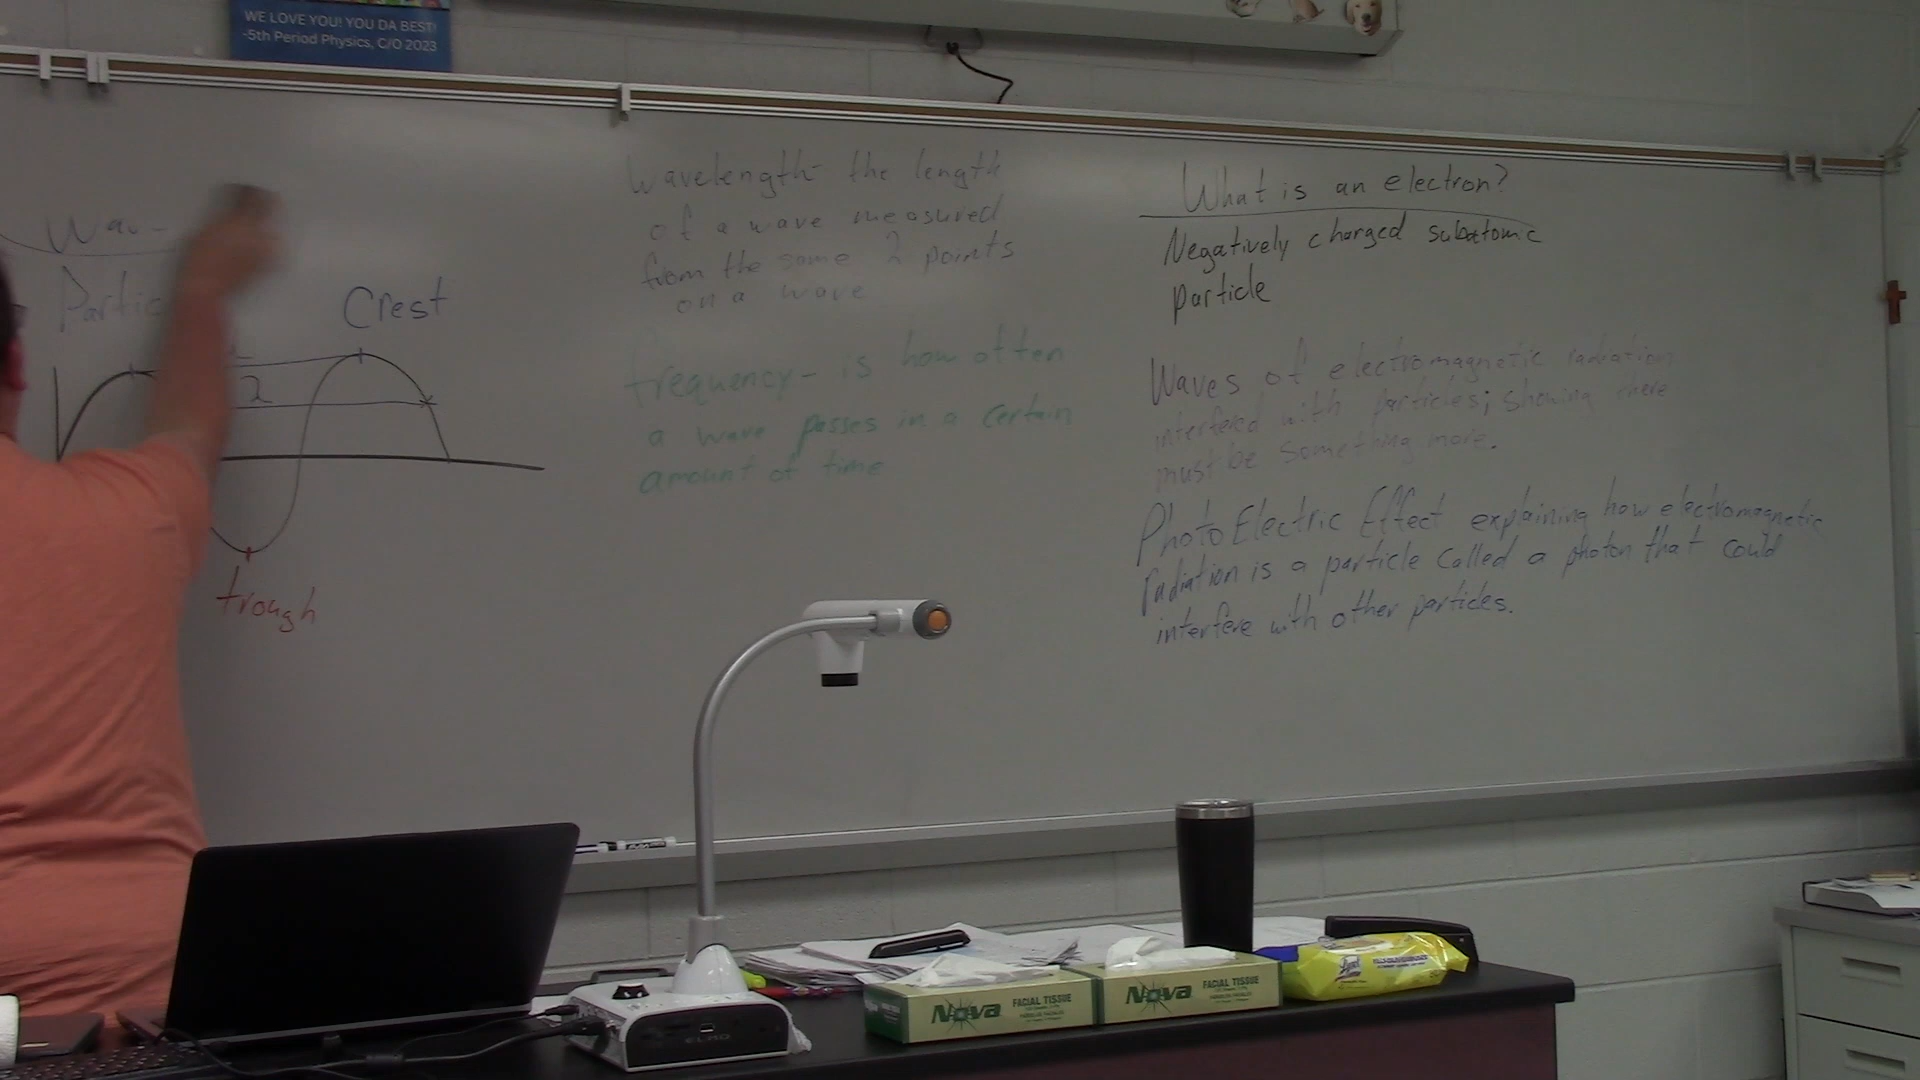 WE LOVE YOU! YOU DA BEST!
-5th Period Physics, C/O 2023
Crest
λ
trough
Wavelength- the length
of a wave measured
from the same 2 points
on a wave
frequency- is how often
a wave passes in a certain
amount of time
What is an electron?
Negatively charged subatomic
particle
Waves of electromagnetic radiation
interfered with particles; showing there
must be something more.
PhotoElectric Effect explaining how electromagnetic
radiation is a particle called a photon that could
interfere with other particles.
ELMO
Nova
FACIAL TISSUE
Nova
FACIAL TISSUE
Lysol